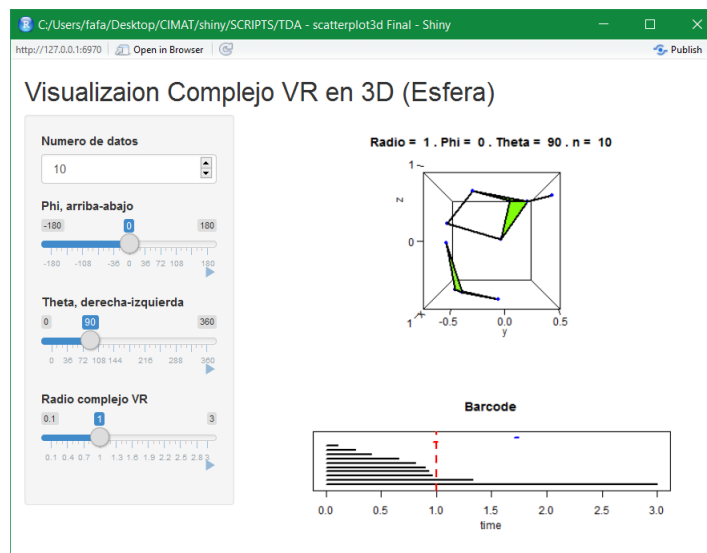 C:/Users/fafa/Desktop/CIMAT/shiny/SCRIPTS/TDA - scatterplot3d Final - Shiny
http://127.0.0.1:6970 Open in Browser Publish
Visualizaion Complejo VR en 3D (Esfera)
Numero de datos
10
Phi, arriba-abajo
-180 0 180
-180 -108 -36 0 36 72 108 180
Theta, derecha-izquierda
0 90 360
0 36 72 108 144 216 288 360
Radio complejo VR
0.1 1 3
0.1 0.4 0.7 1 1.3 1.6 1.9 2.2 2.5 2.8 3
Radio = 1 . Phi = 0 . Theta = 90 . n = 10
1
z
0
1 x -0.5 0.0 0.5
y
Barcode
0.0 0.5 1.0 1.5 2.0 2.5 3.0
time